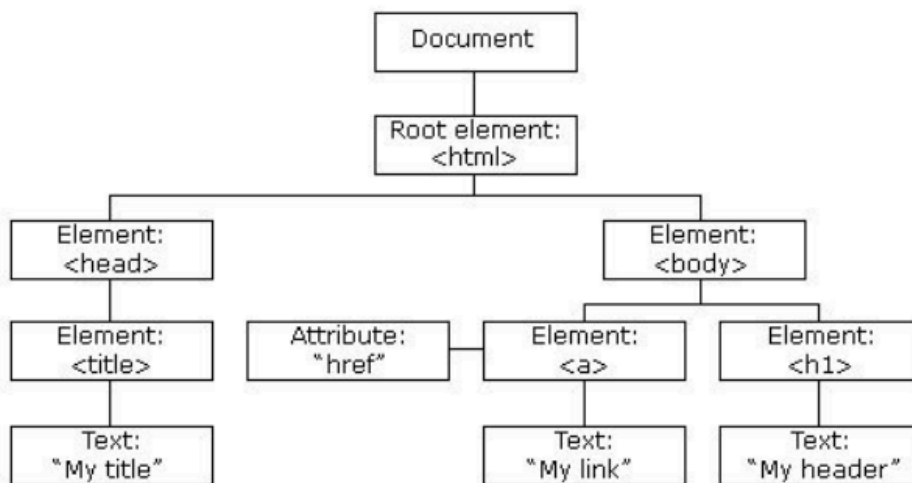 Document
Root element:
<html>
Element:
<head>
Element:
<body>
Element:
<title>
Attribute:
“href”
Element:
<a>
Element:
<h1>
Text:
“My title”
Text:
“My link”
Text:
“My header”